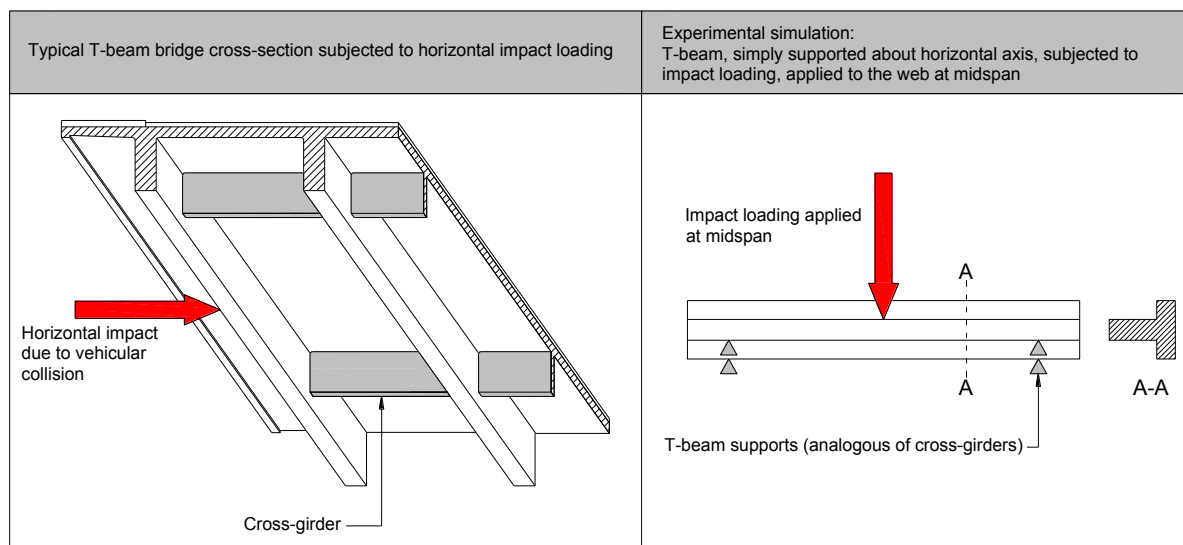 Typical T-beam bridge cross-section subjected to horizontal impact loading
Experimental simulation:
T-beam, simply supported about horizontal axis, subjected to
impact loading, applied to the web at midspan
Horizontal impact
due to vehicular
collision
Cross-girder
Impact loading applied
at midspan
A
A
A-A
T-beam supports (analogous of cross-girders)